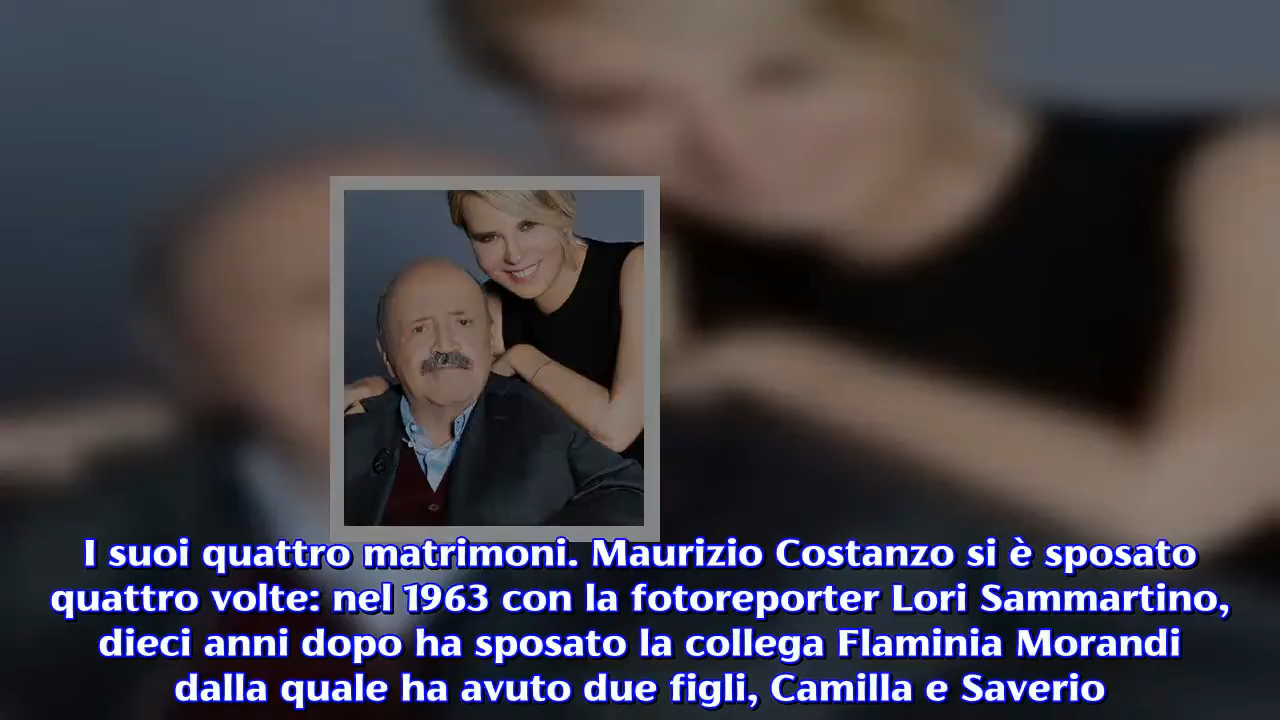 I suoi quattro matrimoni. Maurizio Costanzo si è sposato
quattro volte: nel 1963 con la fotoreporter Lori Sammartino,
dieci anni dopo ha sposato la collega Flaminia Morandi
dalla quale ha avuto due figli, Camilla e Saverio